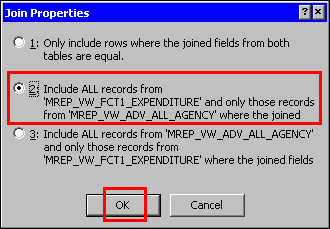 Join Properties
1: Only include rows where the joined fields from both
tables are equal.
2: Include ALL records from
'MREP_VW_FCT1_EXPENDITURE' and only those records
from 'MREP_VW_ADV_ALL_AGENCY' where the joined
3: Include ALL records from 'MREP_VW_ADV_ALL_AGENCY'
and only those records from
'MREP_VW_FCT1_EXPENDITURE' where the joined fields
OK
Cancel